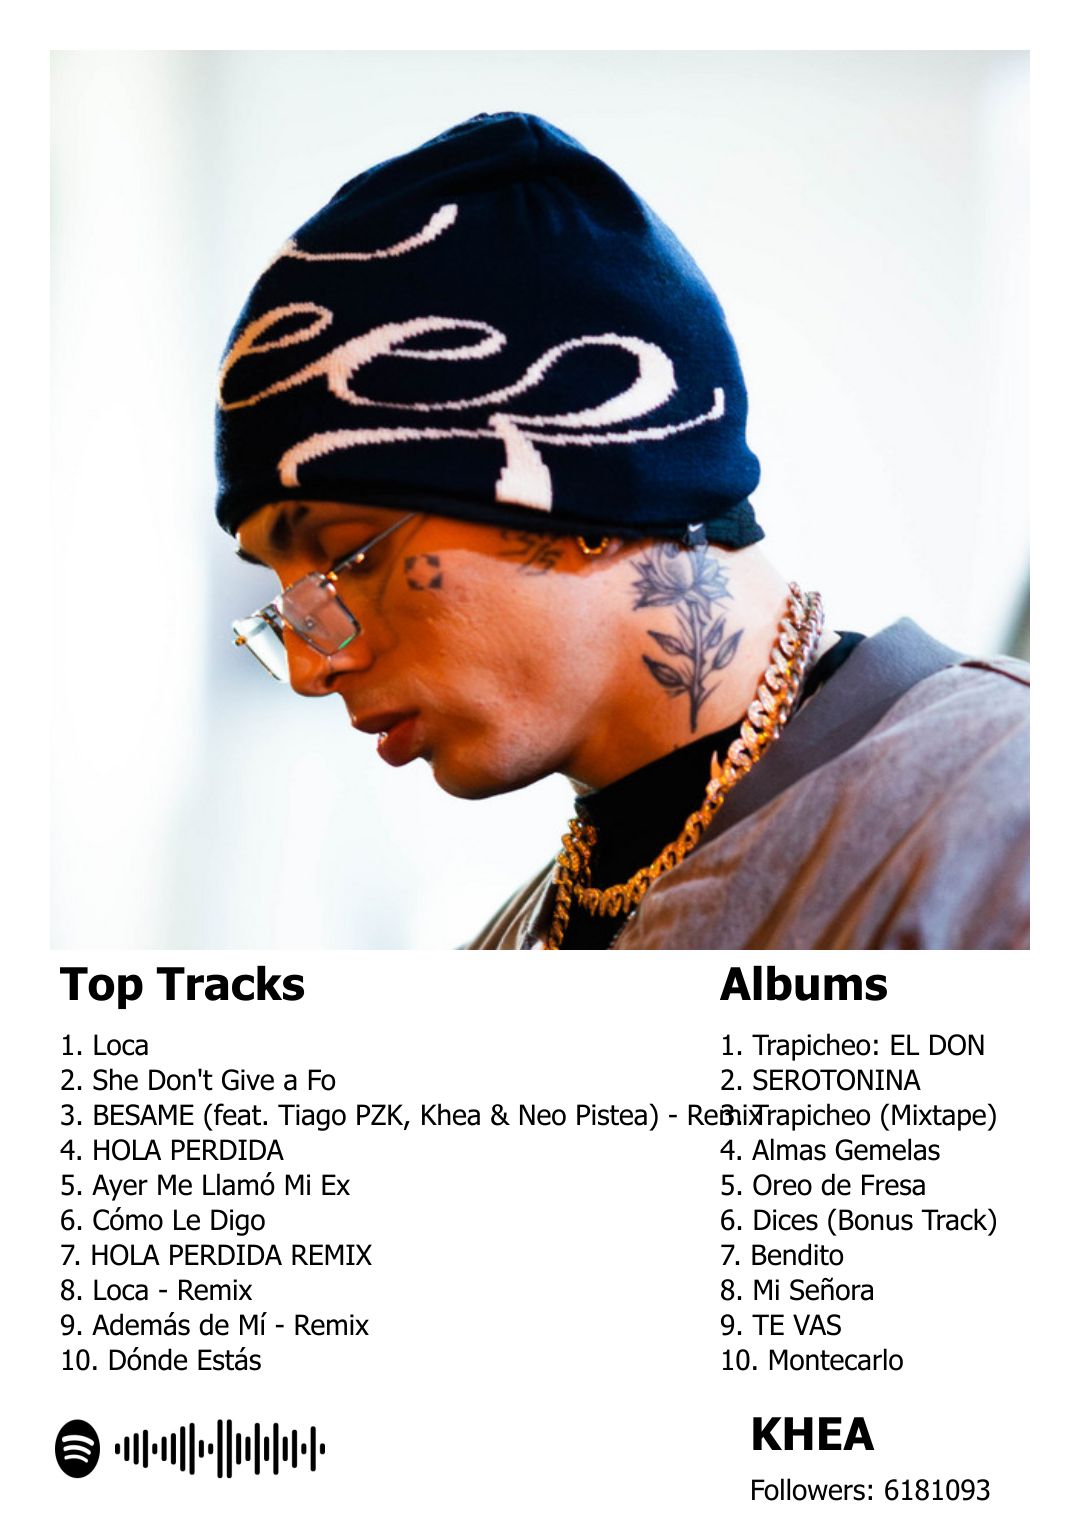 Top Tracks
1. Loca
2. She Don't Give a Fo
3. BESAME (feat. Tiago PZK, Khea & Neo Pistea) - Remix
4. HOLA PERDIDA
5. Ayer Me Llamó Mi Ex
6. Cómo Le Digo
7. HOLA PERDIDA REMIX
8. Loca - Remix
9. Además de Mí - Remix
10. Dónde Estás
Albums
1. Trapicheo: EL DON
2. SEROTONINA
3. Trapicheo (Mixtape)
4. Almas Gemelas
5. Oreo de Fresa
6. Dices (Bonus Track)
7. Bendito
8. Mi Señora
9. TE VAS
10. Montecarlo
KHEA
Followers: 6181093